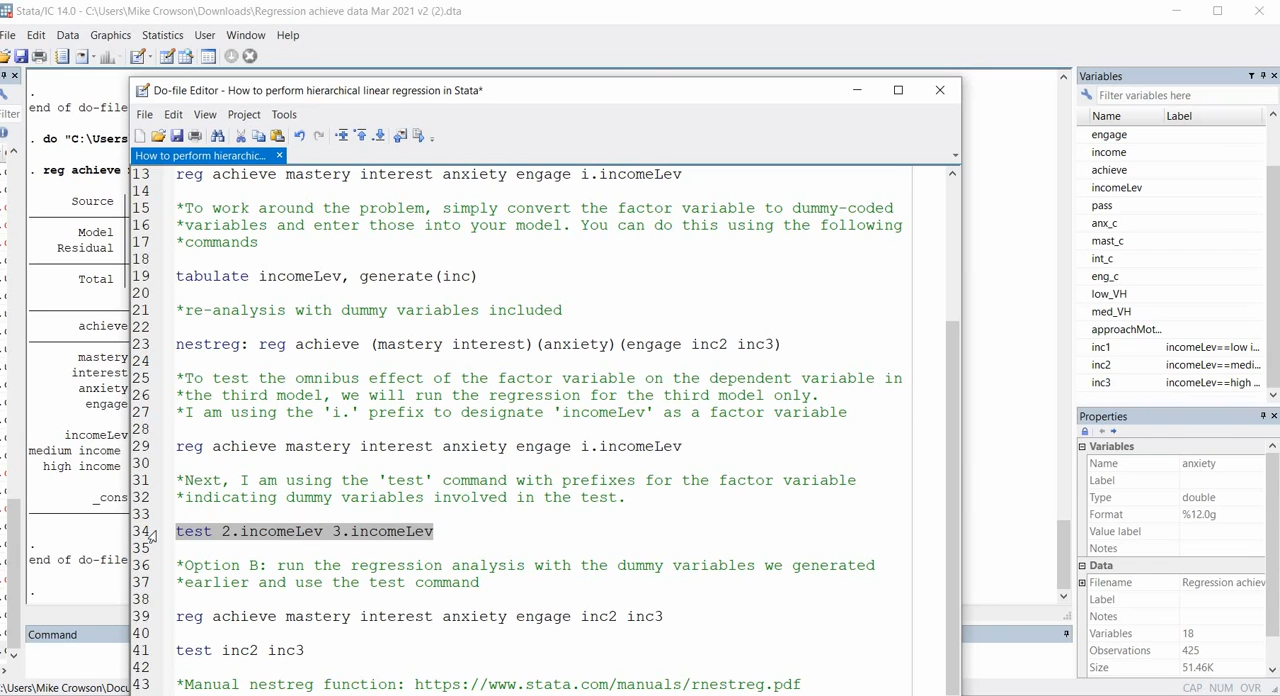 Stata/IC 14.0 - C:\Users\Mike Crowson\Downloads\Regression achieve data Mar 2021 v2 (2).dta
File Edit Data Graphics Statistics User Window Help
.
end of do-file
. do "C:\Users
. reg achieve
Source
Model
Residual
Total
achieve
mastery
interest
anxiety
engage
incomeLev
medium income
high income
_cons
.
end of do-file
.
Command
C:\Users\Mike Crowson\Docu
Filter
Do-file Editor - How to perform hierarchical linear regression in Stata*
File Edit View Project Tools
How to perform hierarchic...
13 reg achieve mastery interest anxiety engage i.incomeLev
14
15 *To work around the problem, simply convert the factor variable to dummy-coded
16 *variables and enter those into your model. You can do this using the following
17 *commands
18
19 tabulate incomeLev, generate(inc)
20
21 *re-analysis with dummy variables included
22
23 nestreg: reg achieve (mastery interest)(anxiety)(engage inc2 inc3)
24
25 *To test the omnibus effect of the factor variable on the dependent variable in
26 *the third model, we will run the regression for the third model only.
27 *I am using the 'i.' prefix to designate 'incomeLev' as a factor variable
28
29 reg achieve mastery interest anxiety engage i.incomeLev
30
31 *Next, I am using the 'test' command with prefixes for the factor variable
32 *indicating dummy variables involved in the test.
33
34 test 2.incomeLev 3.incomeLev
35
36 *Option B: run the regression analysis with the dummy variables we generated
37 *earlier and use the test command
38
39 reg achieve mastery interest anxiety engage inc2 inc3
40
41 test inc2 inc3
42
43 *Manual nestreg function: https://www.stata.com/manuals/rnestreg.pdf
Variables
Filter variables here
Name Label
engage
income
achieve
incomeLev
pass
anx_c
mast_c
int_c
eng_c
low_VH
med_VH
approachMot...
inc1 incomeLev==low i...
inc2 incomeLev==medi...
inc3 incomeLev==high ...
Properties
Variables
Name anxiety
Label
Type double
Format %12.0g
Value label
Notes
Data
Filename Regression achiev
Label
Notes
Variables 18
Observations 425
Size 51.46K
CAP NUM OVR